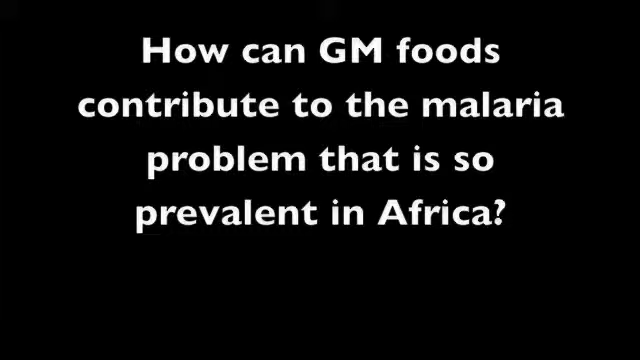 How can GM foods
contribute to the malaria
problem that is so
prevalent in Africa?